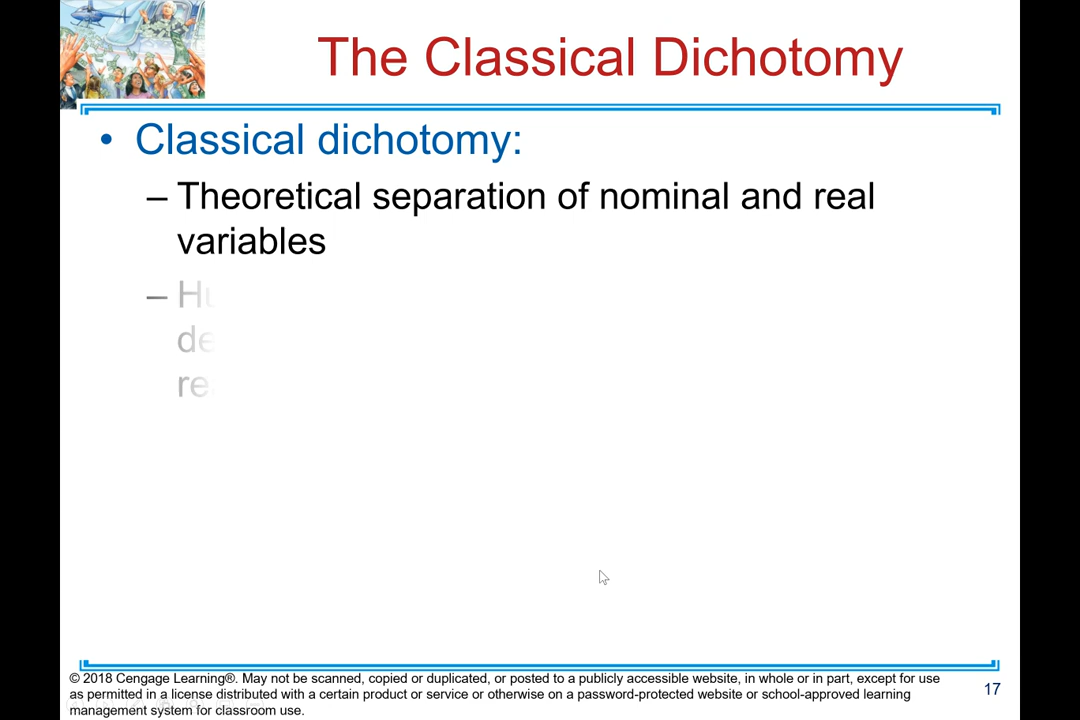 The Classical Dichotomy
• Classical dichotomy:
– Theoretical separation of nominal and real
variables
–
© 2018 Cengage Learning®. May not be scanned, copied or duplicated, or posted to a publicly accessible website, in whole or in part, except for use
as permitted in a license distributed with a certain product or service or otherwise on a password-protected website or school-approved learning
management system for classroom use.
17